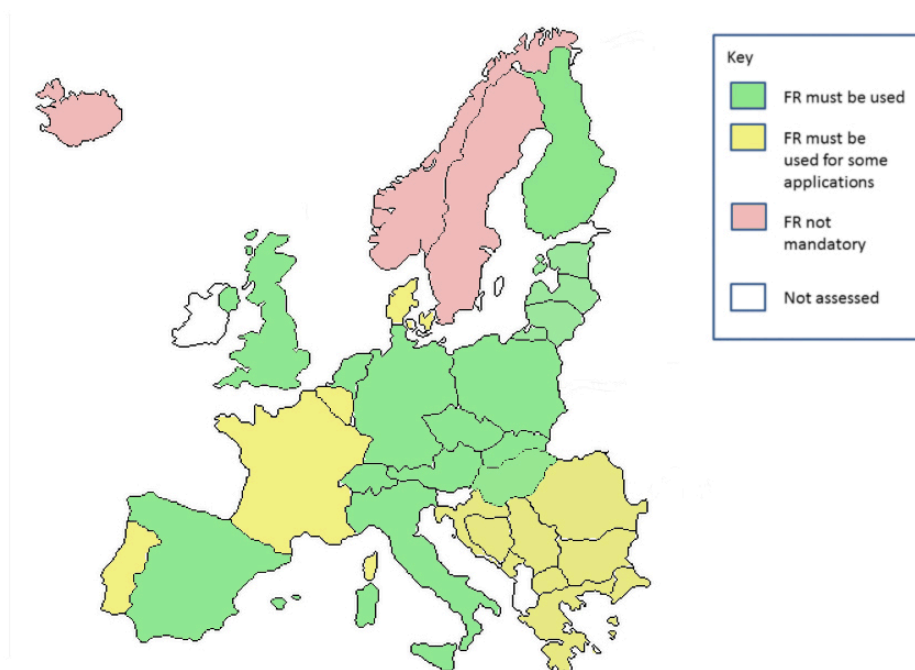 Key
FR must be used
FR must be
used for some
applications
FR not
mandatory
Not assessed